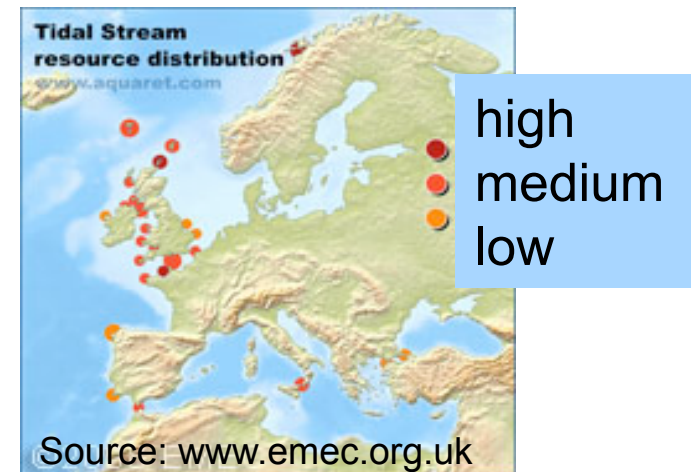 Tidal Stream
resource distribution
www.aquaret.com
high
medium
low
Source: www.emec.org.uk